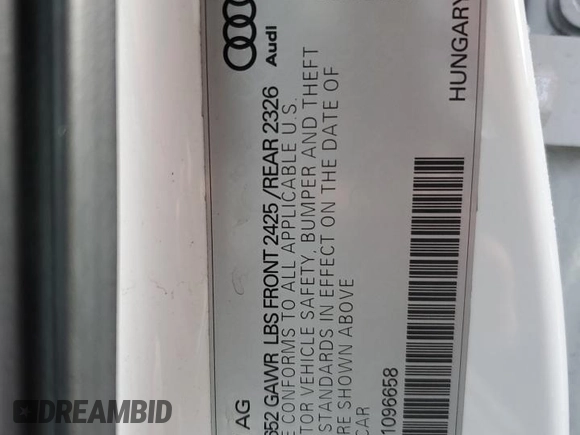 Audi
AG
652 GAWR LBS FRONT 2425 /REAR 2326
CONFORMS TO ALL APPLICABLE U.S.
TOR VEHICLE SAFETY, BUMPER AND THEFT
STANDARDS IN EFFECT ON THE DATE OF
RE SHOWN ABOVE
CAR
1096658
HUNGARY
DREAMBID